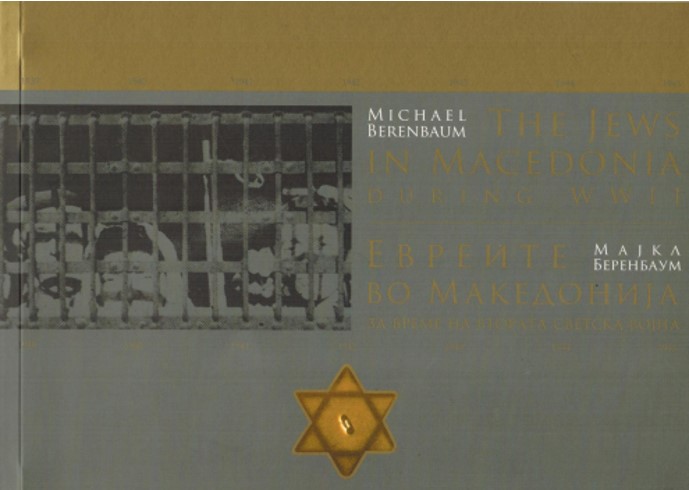 MICHAEL
BERENBAUM
THE JEWS
IN MACEDONIA
DURING WWII
ЕВРЕИТЕ
МАЈКЛ
БЕРЕНБАУМ
ВО МАКЕДОНИЈА
ЗА ВРЕМЕ НА ВТОРАТА СВЕТСКА ВОЈНА